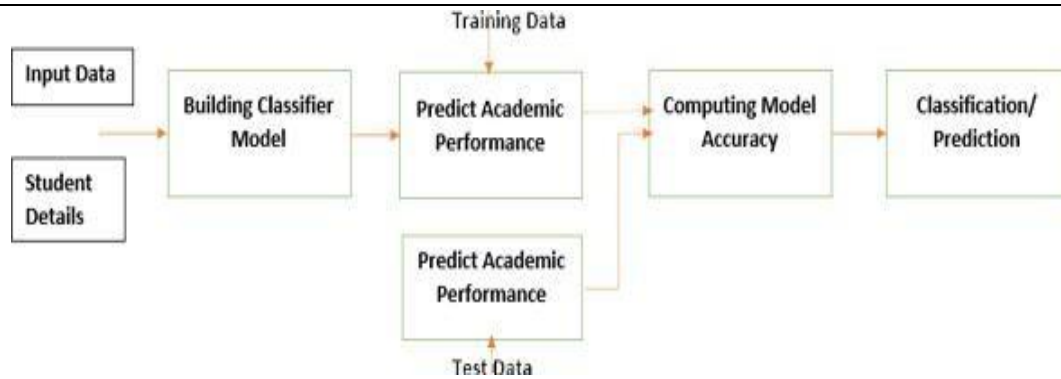 Training Data
Input Data
Student
Details
Building Classifier
Model
Predict Academic
Performance
Computing Model
Accuracy
Classification/
Prediction
Predict Academic
Performance
Test Data